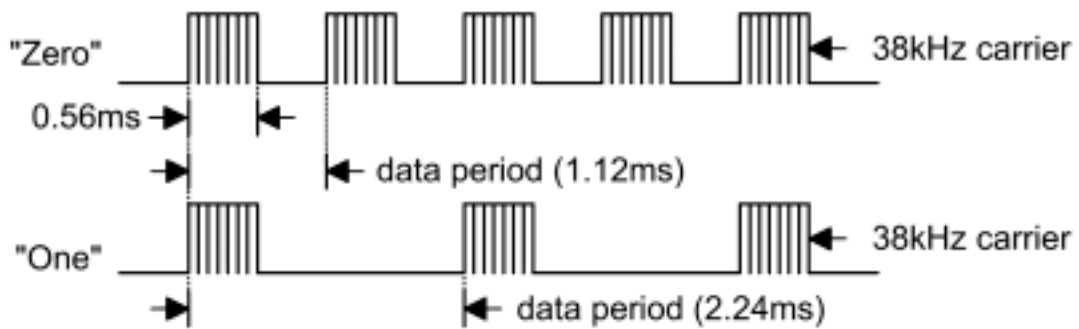 "Zero"
38kHz carrier
0.56ms
data period (1.12ms)
"One"
38kHz carrier
data period (2.24ms)